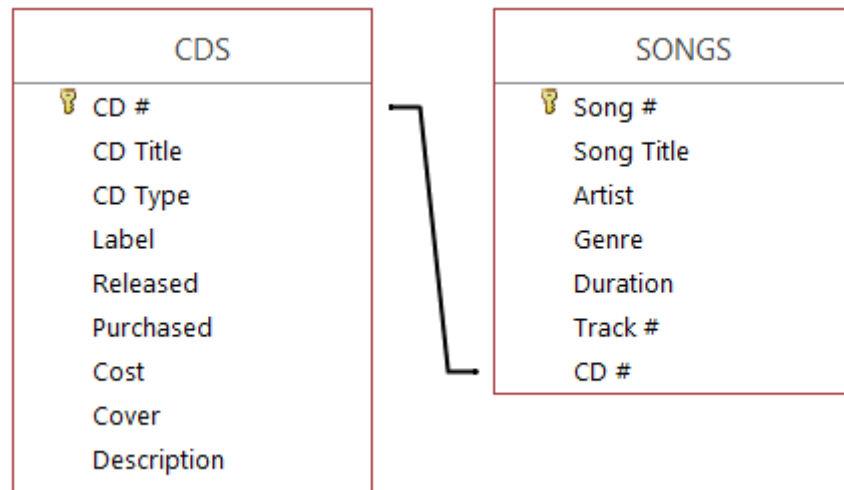 CDS
CD #
CD Title
CD Type
Label
Released
Purchased
Cost
Cover
Description
SONGS
Song #
Song Title
Artist
Genre
Duration
Track #
CD #